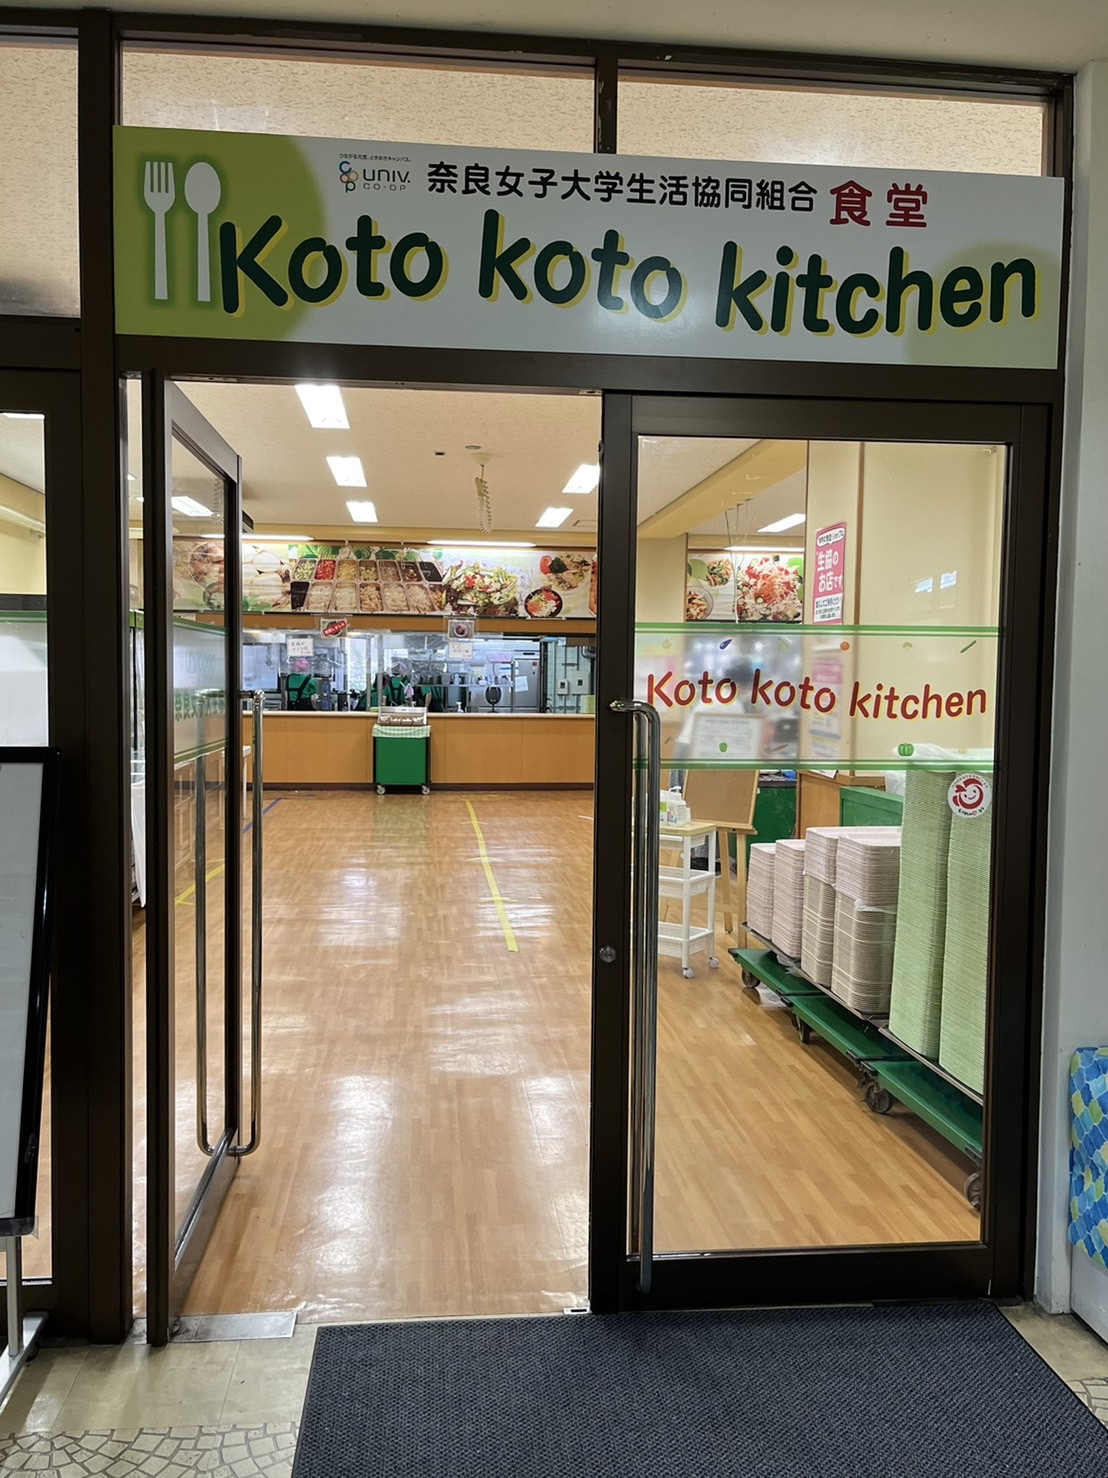 つながる元気、ときめきキャンパス。
UNIV.
CO-OP
奈良女子大学生活協同組合 食堂
Koto koto kitchen
生協の
お店です
Koto koto kitchen